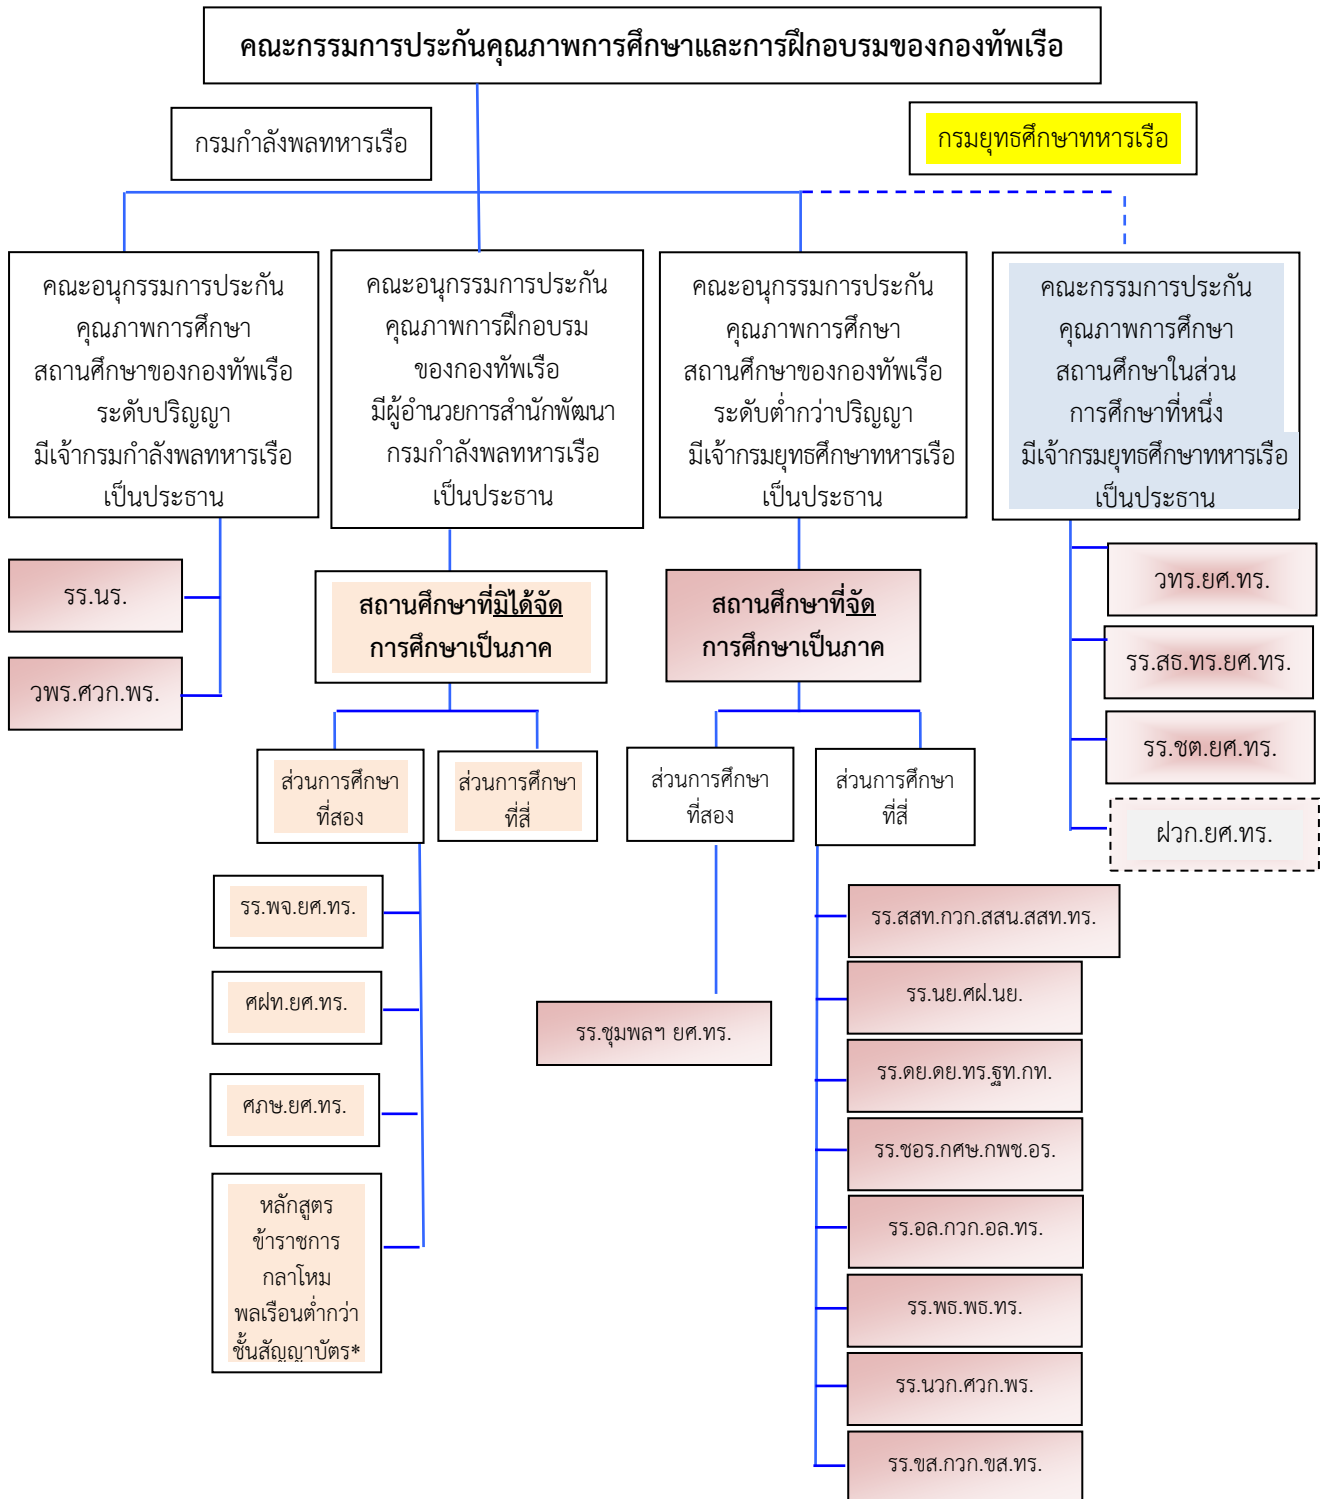 คณะกรรมการประกันคุณภาพการศึกษาและการฝึกอบรมของกองทัพเรือ
กรมกำลังพลทหารเรือ
กรมยุทธศึกษาทหารเรือ
คณะอนุกรรมการประกัน
คุณภาพการศึกษา
สถานศึกษาของกองทัพเรือ
ระดับปริญญา
มีเจ้ากรมกำลังพลทหารเรือ
เป็นประธาน
คณะอนุกรรมการประกัน
คุณภาพการฝึกอบรม
ของกองทัพเรือ
มีผู้อำนวยการสำนักพัฒนา
กรมกำลังพลทหารเรือ
เป็นประธาน
คณะอนุกรรมการประกัน
คุณภาพการศึกษา
สถานศึกษาของกองทัพเรือ
ระดับต่ำกว่าปริญญา
มีเจ้ากรมยุทธศึกษาทหารเรือ
เป็นประธาน
คณะกรรมการประกัน
คุณภาพการศึกษา
สถานศึกษาในส่วน
การศึกษาที่หนึ่ง
มีเจ้ากรมยุทธศึกษาทหารเรือ
เป็นประธาน
รร.นร.
วพร.ศวก.พร.
สถานศึกษาที่มิได้จัด
การศึกษาเป็นภาค
สถานศึกษาที่จัด
การศึกษาเป็นภาค
วทร.ยศ.ทร.
รร.สธ.ทร.ยศ.ทร.
รร.ชต.ยศ.ทร.
ฝวก.ยศ.ทร.
ส่วนการศึกษา
ที่สอง
ส่วนการศึกษา
ที่สี่
ส่วนการศึกษา
ที่สอง
ส่วนการศึกษา
ที่สี่
รร.พจ.ยศ.ทร.
ศฝท.ยศ.ทร.
ศภษ.ยศ.ทร.
หลักสูตร
ข้าราชการ
กลาโหม
พลเรือนต่ำกว่า
ชั้นสัญญาบัตร*
รร.ชุมพลฯ ยศ.ทร.
รร.สสท.กวก.สสน.สสท.ทร.
รร.นย.ศฝ.นย.
รร.ดย.ดย.ทร.ฐท.กท.
รร.ชอร.กศษ.กพช.อร.
รร.อล.กวก.อล.ทร.
รร.พธ.พธ.ทร.
รร.นวก.ศวก.พร.
รร.ขส.กวก.ขส.ทร.